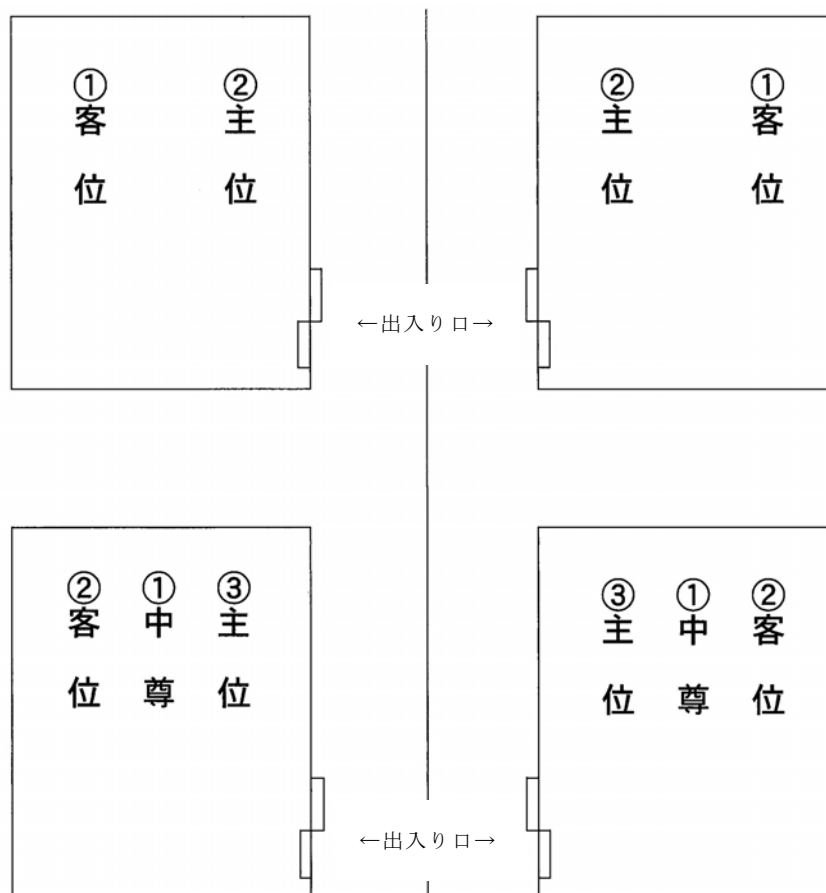 ①客位
②主位
②主位
①客位
←出入り口→
②客位
①中尊
③主位
③主位
①中尊
②客位
←出入り口→